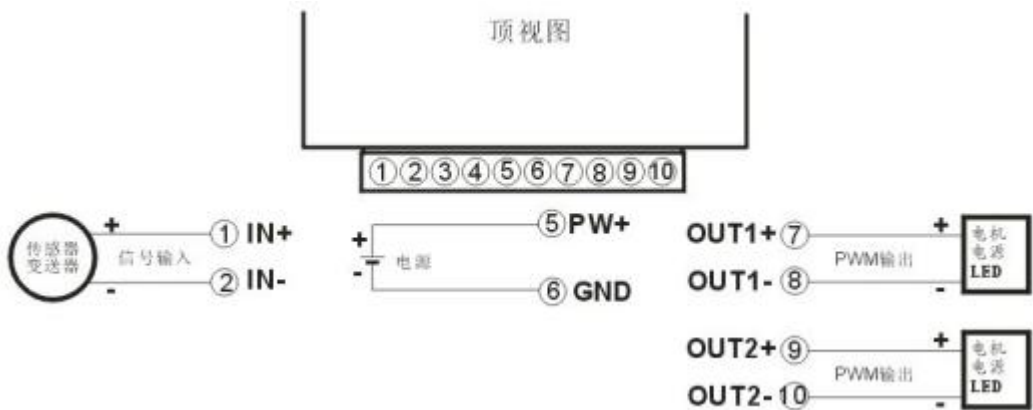 顶视图
①②③④⑤⑥⑦⑧⑨⑩
传感器
变送器
+
-
信号输入
① IN+
② IN-
+
-
电源
⑤ PW+
⑥ GND
OUT1+ ⑦
OUT1- ⑧
PWM输出
+
-
电机
电源
LED
OUT2+ ⑨
OUT2- ⑩
PWM输出
+
-
电机
电源
LED